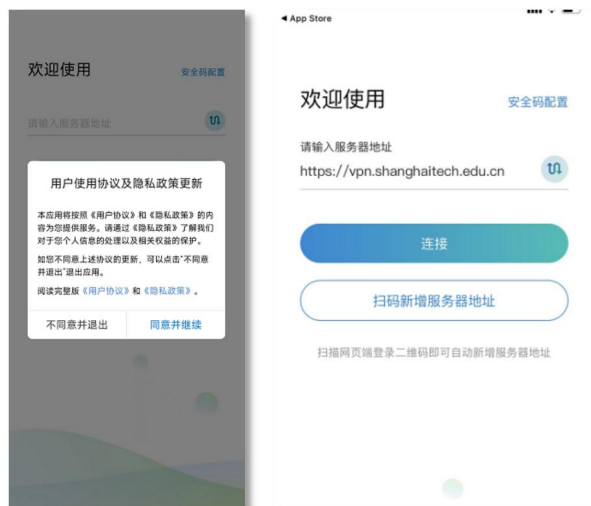 欢迎使用
安全码配置
请输入服务器地址
用户使用协议及隐私政策更新
本应用将按照《用户协议》和《隐私政策》的内
容为您提供服务。请通过《隐私政策》了解我们
对于您个人信息的处理以及相关权益的保护。
如您不同意上述协议的更新，可以点击“不同意
并退出”退出应用。
阅读完整版《用户协议》和《隐私政策》。
不同意并退出
同意并继续
App Store
欢迎使用
安全码配置
请输入服务器地址
https://vpn.shanghaitech.edu.cn
连接
扫码新增服务器地址
扫描网页端登录二维码即可自动新增服务器地址